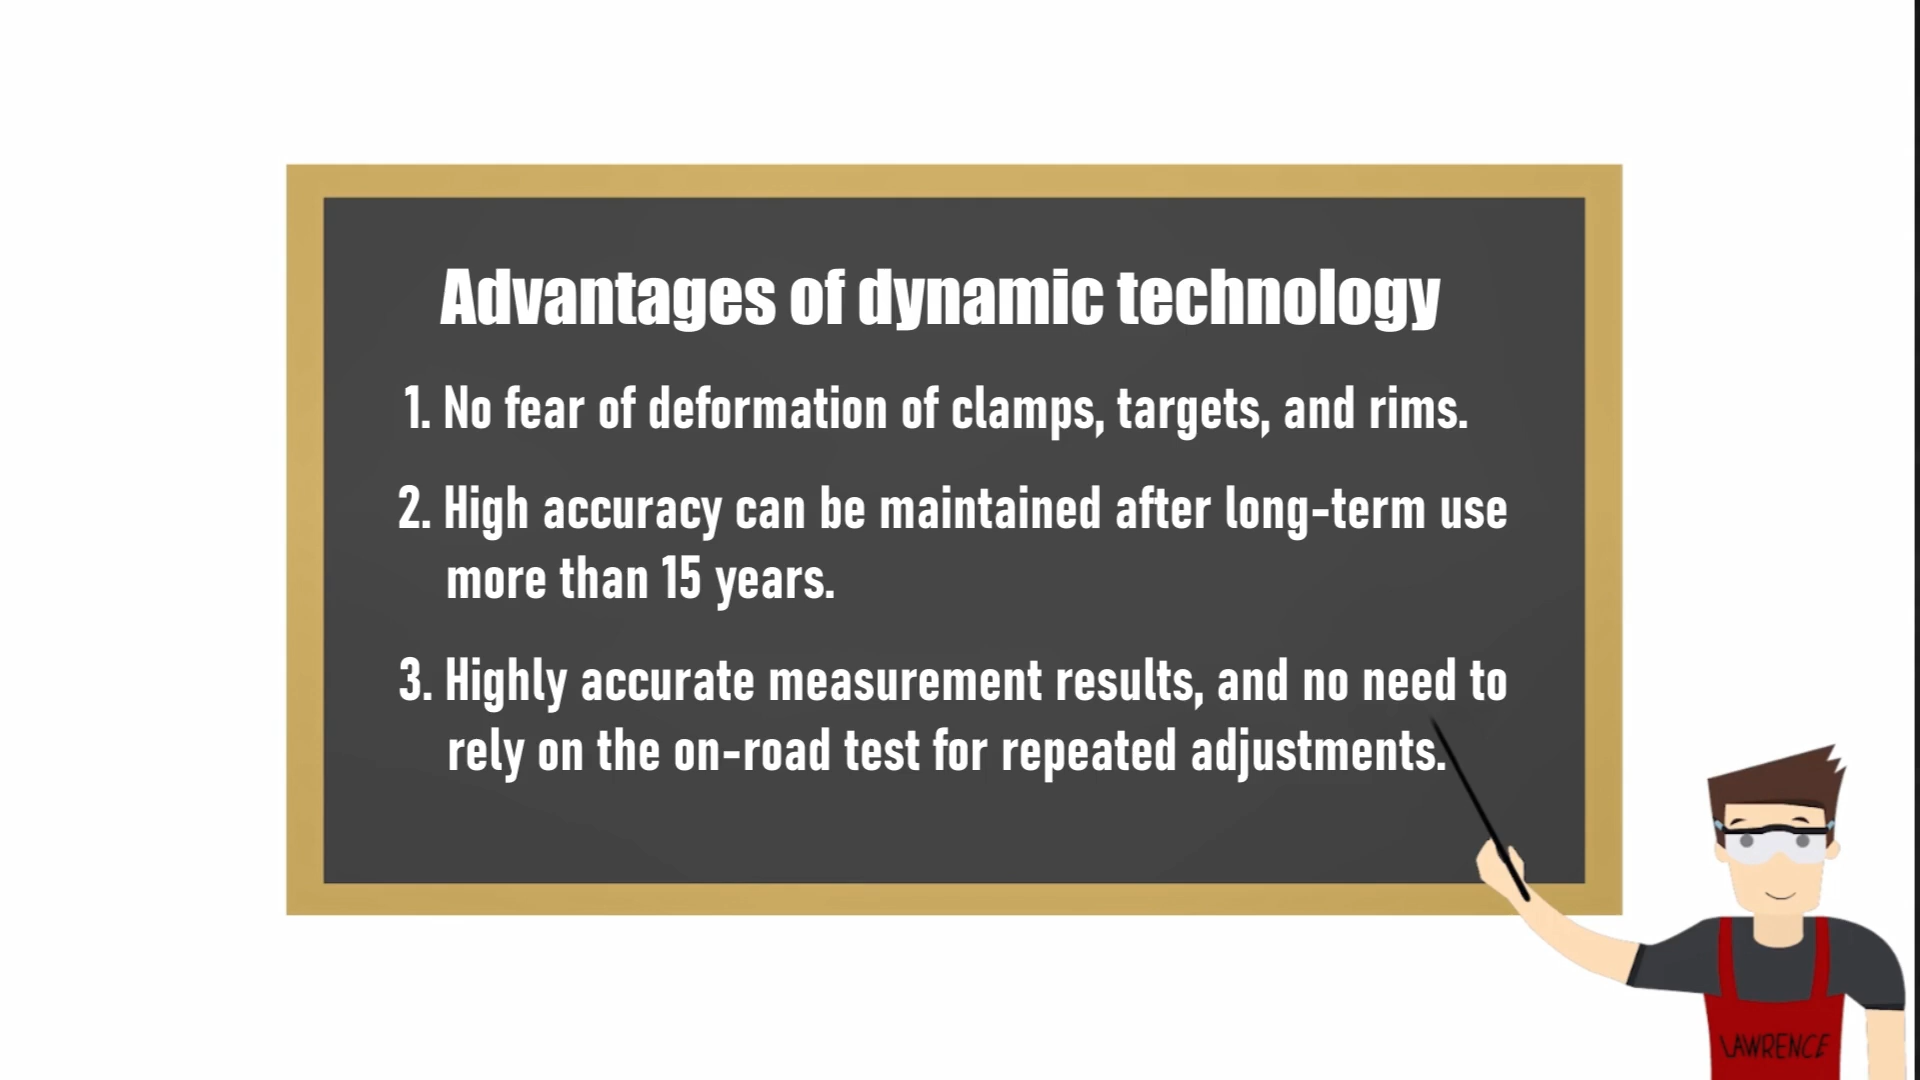 Advantages of dynamic technology
1. No fear of deformation of clamps, targets, and rims.
2. High accuracy can be maintained after long-term use
more than 15 years.
3. Highly accurate measurement results, and no need to
rely on the on-road test for repeated adjustments.
LAWRENCE